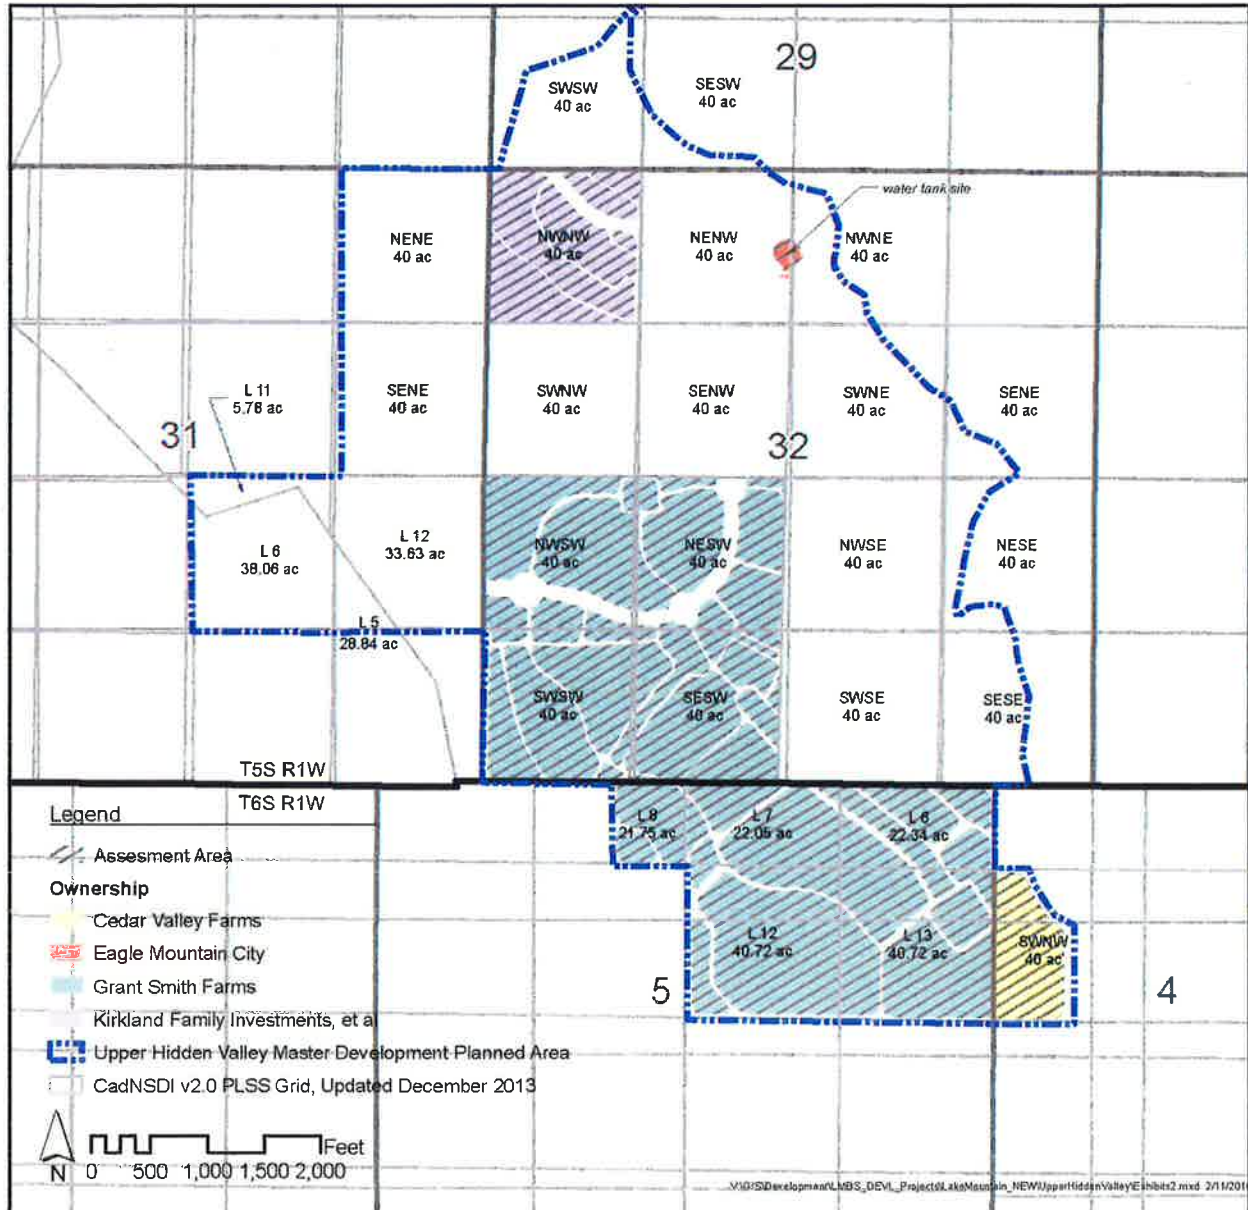 29
SWSW
40 ac
SESW
40 ac
water tank site
NENE
40 ac
NWNW
40 ac
NENW
40 ac
NWNE
40 ac
L 11
5.76 ac
SENE
40 ac
SWNW
40 ac
SENW
40 ac
SWNE
40 ac
SENE
40 ac
31
32
L 6
38.06 ac
L 12
33.63 ac
NWSW
40 ac
NESW
40 ac
NWSE
40 ac
NESE
40 ac
L 5
28.84 ac
SWSW
40 ac
SESW
40 ac
SWSE
40 ac
SESE
40 ac
T5S R1W
T6S R1W
L 8
21.75 ac
L 7
22.05 ac
L 6
22.34 ac
L 12
40.72 ac
L 13
40.72 ac
SWNW
40 ac
5
4
Legend
Assesment Area
Ownership
Cedar Valley Farms
Eagle Mountain City
Grant Smith Farms
Kirkland Family Investments, et al
Upper Hidden Valley Master Development Planned Area
CadNSDI v2.0 PLSS Grid, Updated December 2013
N
Feet
0 500 1,000 1,500 2,000